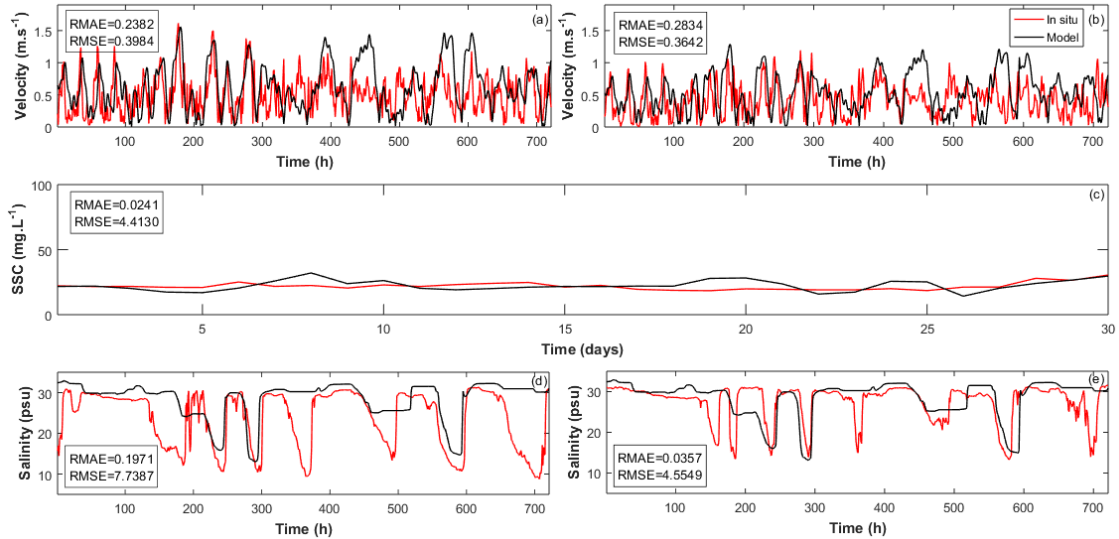 (a)
RMAE=0.2382
RMSE=0.3984
Velocity (m.s⁻¹)
0
0.5
1
1.5
100 200 300 400 500 600 700
Time (h)
(b)
RMAE=0.2834
RMSE=0.3642
In situ
Model
Velocity (m.s⁻¹)
0
0.5
1
1.5
100 200 300 400 500 600 700
Time (h)
(c)
RMAE=0.0241
RMSE=4.4130
SSC (mg.L⁻¹)
0
50
100
5 10 15 20 25 30
Time (days)
(d)
RMAE=0.1971
RMSE=7.7387
Salinity (psu)
10
20
30
100 200 300 400 500 600 700
Time (h)
(e)
RMAE=0.0357
RMSE=4.5549
Salinity (psu)
10
20
30
100 200 300 400 500 600 700
Time (h)